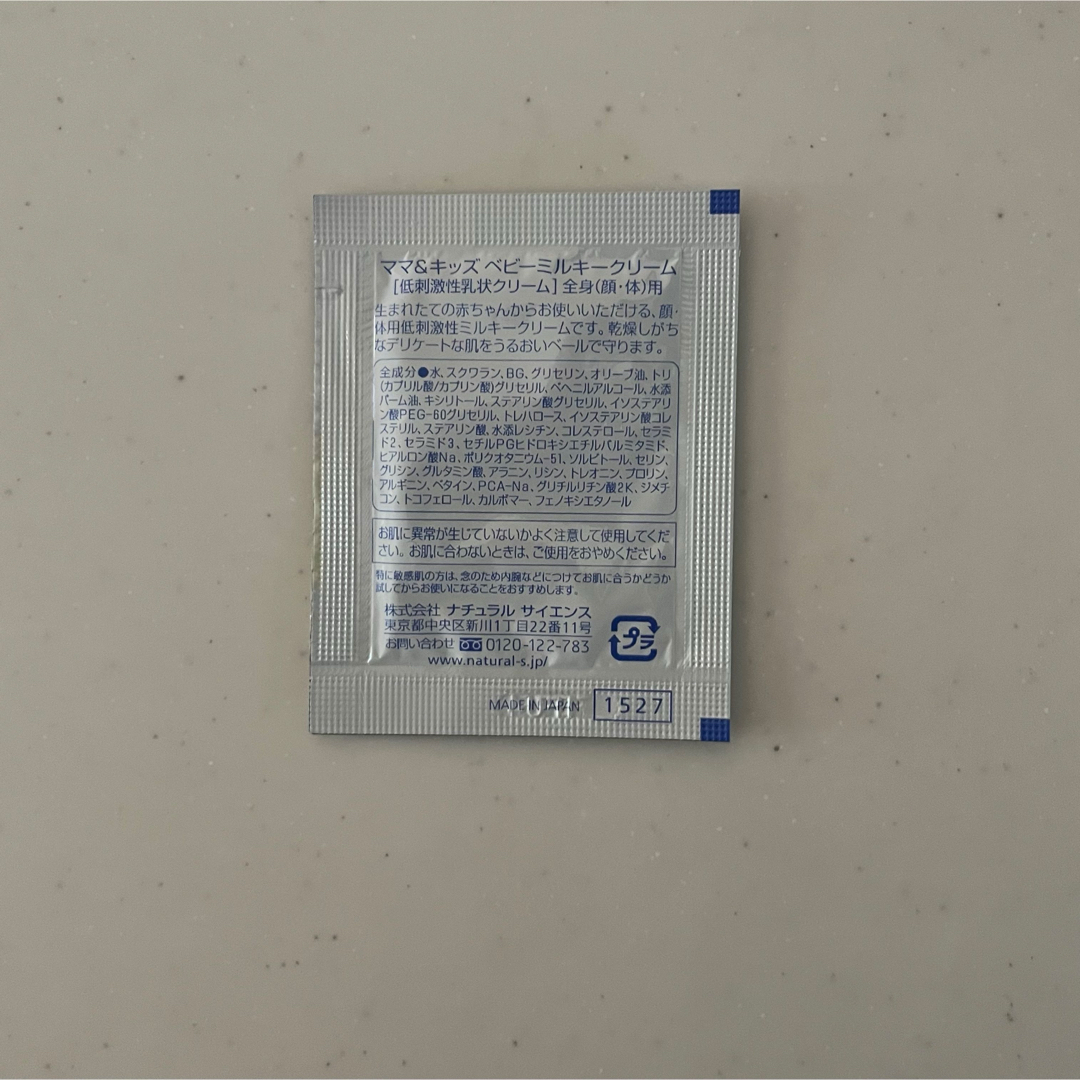 ママ&キッズ ベビーミルキークリーム
[低刺激性乳状クリーム] 全身(顔・体)用
生まれたての赤ちゃんからお使いいただける、顔・
体用低刺激性ミルキークリームです。乾燥しがち
なデリケートな肌をうるおいベールで守ります。
全成分●水、スクワラン、BG、グリセリン、オリーブ油、トリ
(カプリル酸/カプリン酸)グリセリル、ベヘニルアルコール、水添
パーム油、キシリトール、ステアリン酸グリセリル、イソステアリ
ン酸PEG-60グリセリル、トレハロース、イソステアリン酸コレ
ステリル、ステアリン酸、水添レシチン、コレステロール、セラミ
ド2、セラミド3、セチルPGヒドロキシエチルパルミタミド、
ヒアルロン酸Na、ポリクオタニウム-51、ソルビトール、セリン、
グリシン、グルタミン酸、アラニン、リシン、トレオニン、プロリン、
アルギニン、ベタイン、PCA-Na、グリチルリチン酸2K、ジメチ
コン、トコフェロール、カルボマー、フェノキシエタノール
お肌に異常が生じていないかよく注意して使用してくだ
さい。お肌に合わないときは、ご使用をおやめください。
特に敏感肌の方は、念のため内腕などにつけてお肌に合うかどうか
試してからお使いになることをおすすめします。
株式会社 ナチュラル サイエンス
東京都中央区新川1丁目22番11号
お問い合わせ 0120-122-783
www.natural-s.jp/
プラ
MADE IN JAPAN 1527